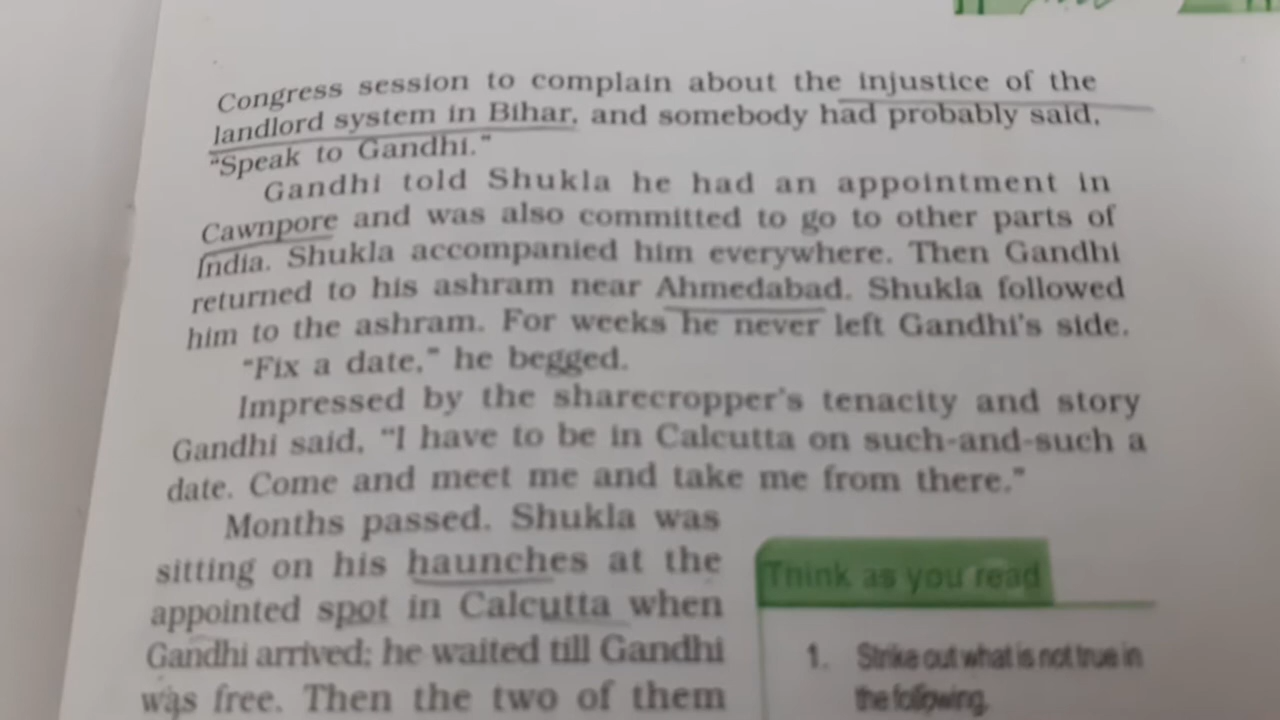 Congress session to complain about the injustice of the
landlord system in Bihar, and somebody had probably said,
“Speak to Gandhi.”
Gandhi told Shukla he had an appointment in
Cawnpore and was also committed to go to other parts of
India. Shukla accompanied him everywhere. Then Gandhi
returned to his ashram near Ahmedabad. Shukla followed
him to the ashram. For weeks he never left Gandhi's side.
“Fix a date,” he begged.
Impressed by the sharecropper's tenacity and story
Gandhi said, “I have to be in Calcutta on such-and-such a
date. Come and meet me and take me from there.”
Months passed. Shukla was
sitting on his haunches at the
appointed spot in Calcutta when
Gandhi arrived; he waited till Gandhi
was free. Then the two of them
Think as you read
1. Strike out what is not true in
the following.